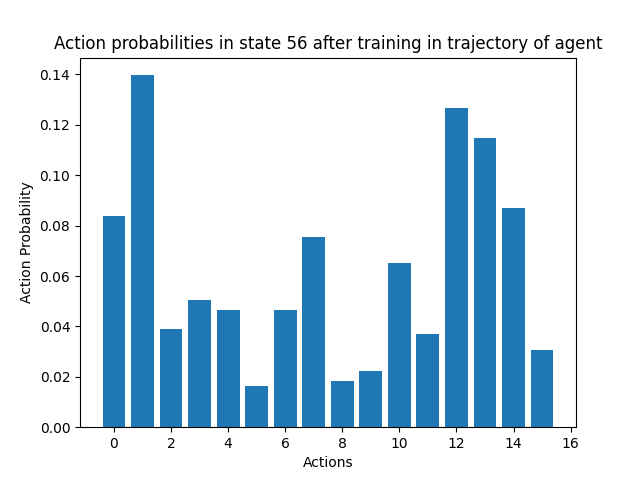 Action probabilities in state 56 after training in trajectory of agent
0.14
0.12
0.10
0.08
0.06
0.04
0.02
0.00
Action Probability
0 2 4 6 8 10 12 14 16
Actions